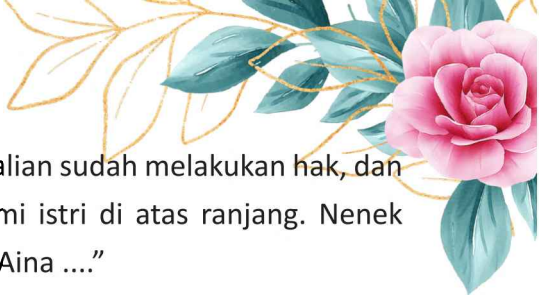 alian sudah melakukan hak, dan
mi istri di atas ranjang. Nenek
Aina ....”